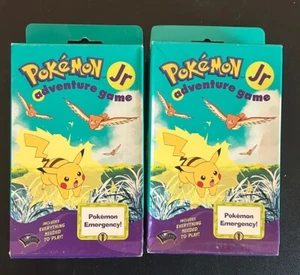 POKéMON
Jr
adventure game
INCLUDES
EVERYTHING
NEEDED
TO PLAY!
Pokémon
Emergency!
POKéMON
Jr
adventure game
INCLUDES
EVERYTHING
NEEDED
TO PLAY!
Pokémon
Emergency!